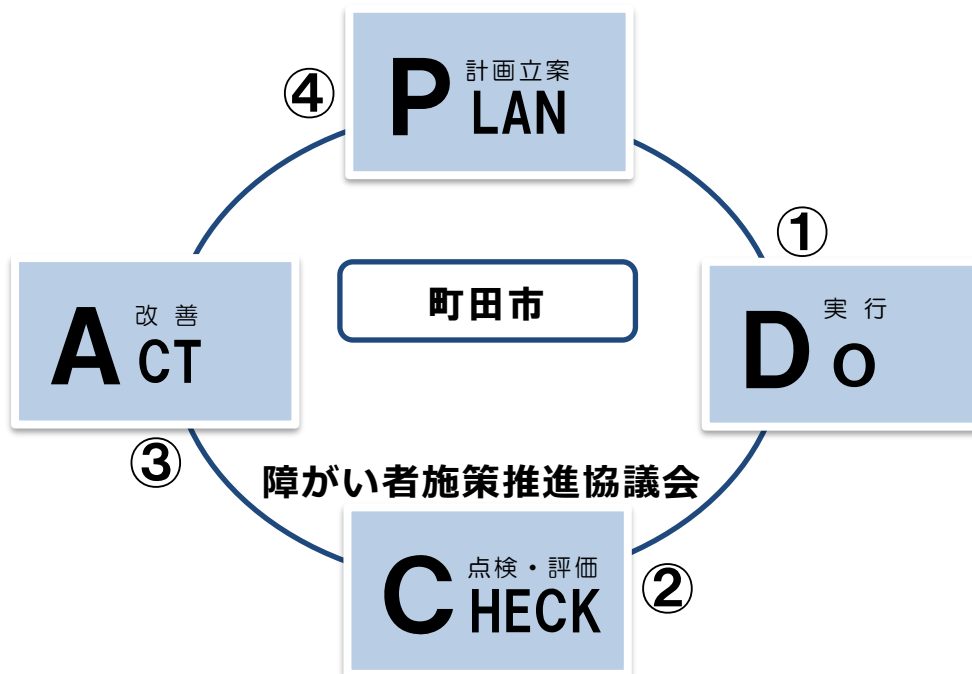 ④
計画立案
PLAN
①
町田市
改善
ACT
実行
Do
③
障がい者施策推進協議会
点検・評価
CHECK
②